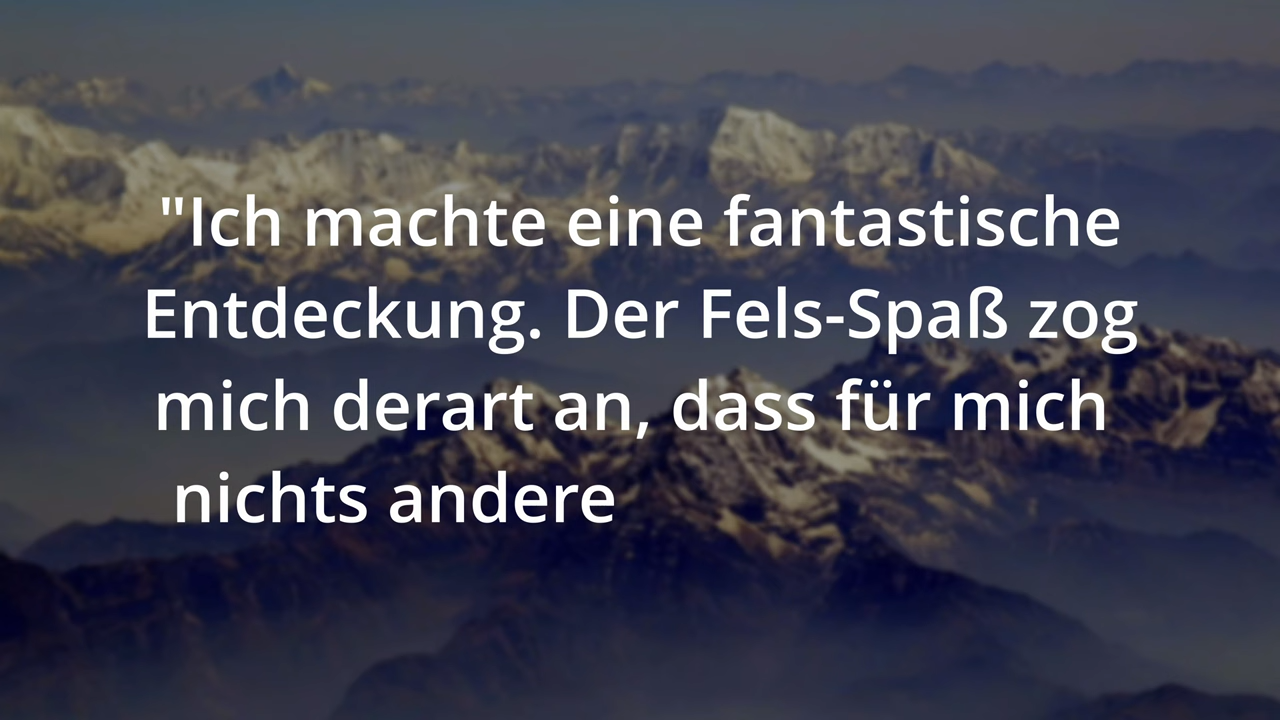 "Ich machte eine fantastische
Entdeckung. Der Fels-Spaß zog
mich derart an, dass für mich
nichts andere